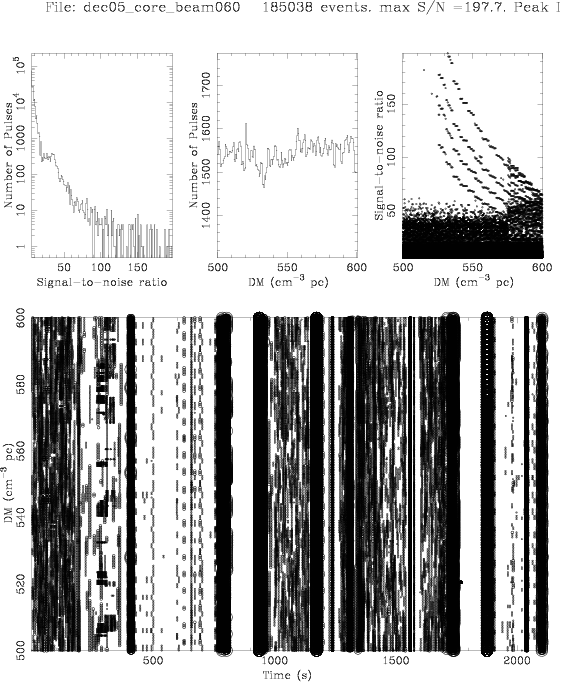 File: dec05_core_beam060 185038 events. max S/N =197.7. Peak I
Number of Pulses
10⁵
10⁴
1000
100
10
1
50 100 150
Signal-to-noise ratio
Number of Pulses
1700
1600
1500
1400
500 550 600
DM (cm⁻³ pc)
Signal-to-noise ratio
150
100
50
500 550 600
DM (cm⁻³ pc)
DM (cm⁻³ pc)
600
580
560
540
520
500
500 1000 1500 2000
Time (s)